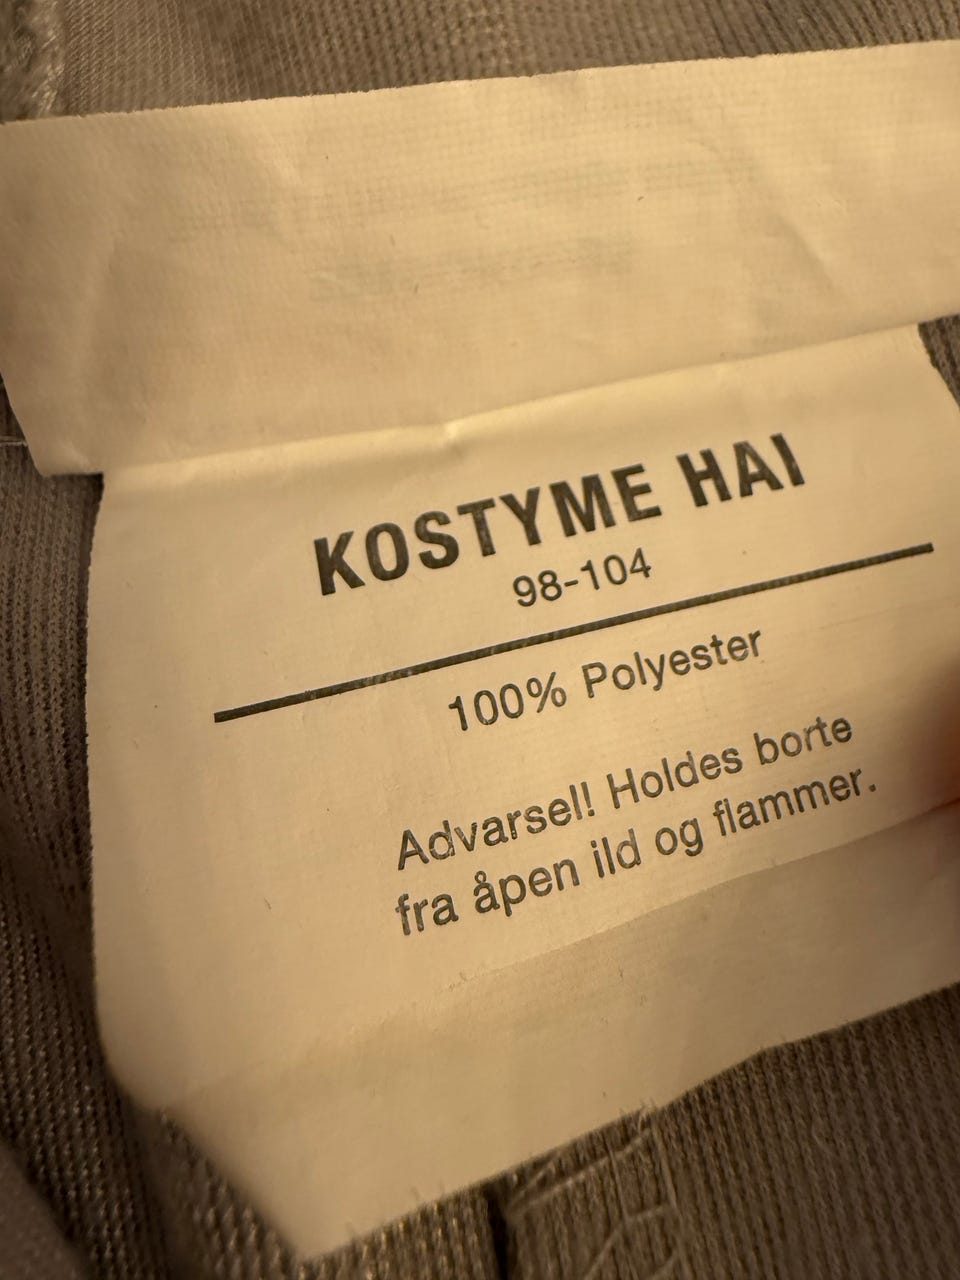 KOSTYME HAI
98-104
100% Polyester
Advarsel! Holdes borte
fra åpen ild og flammer.